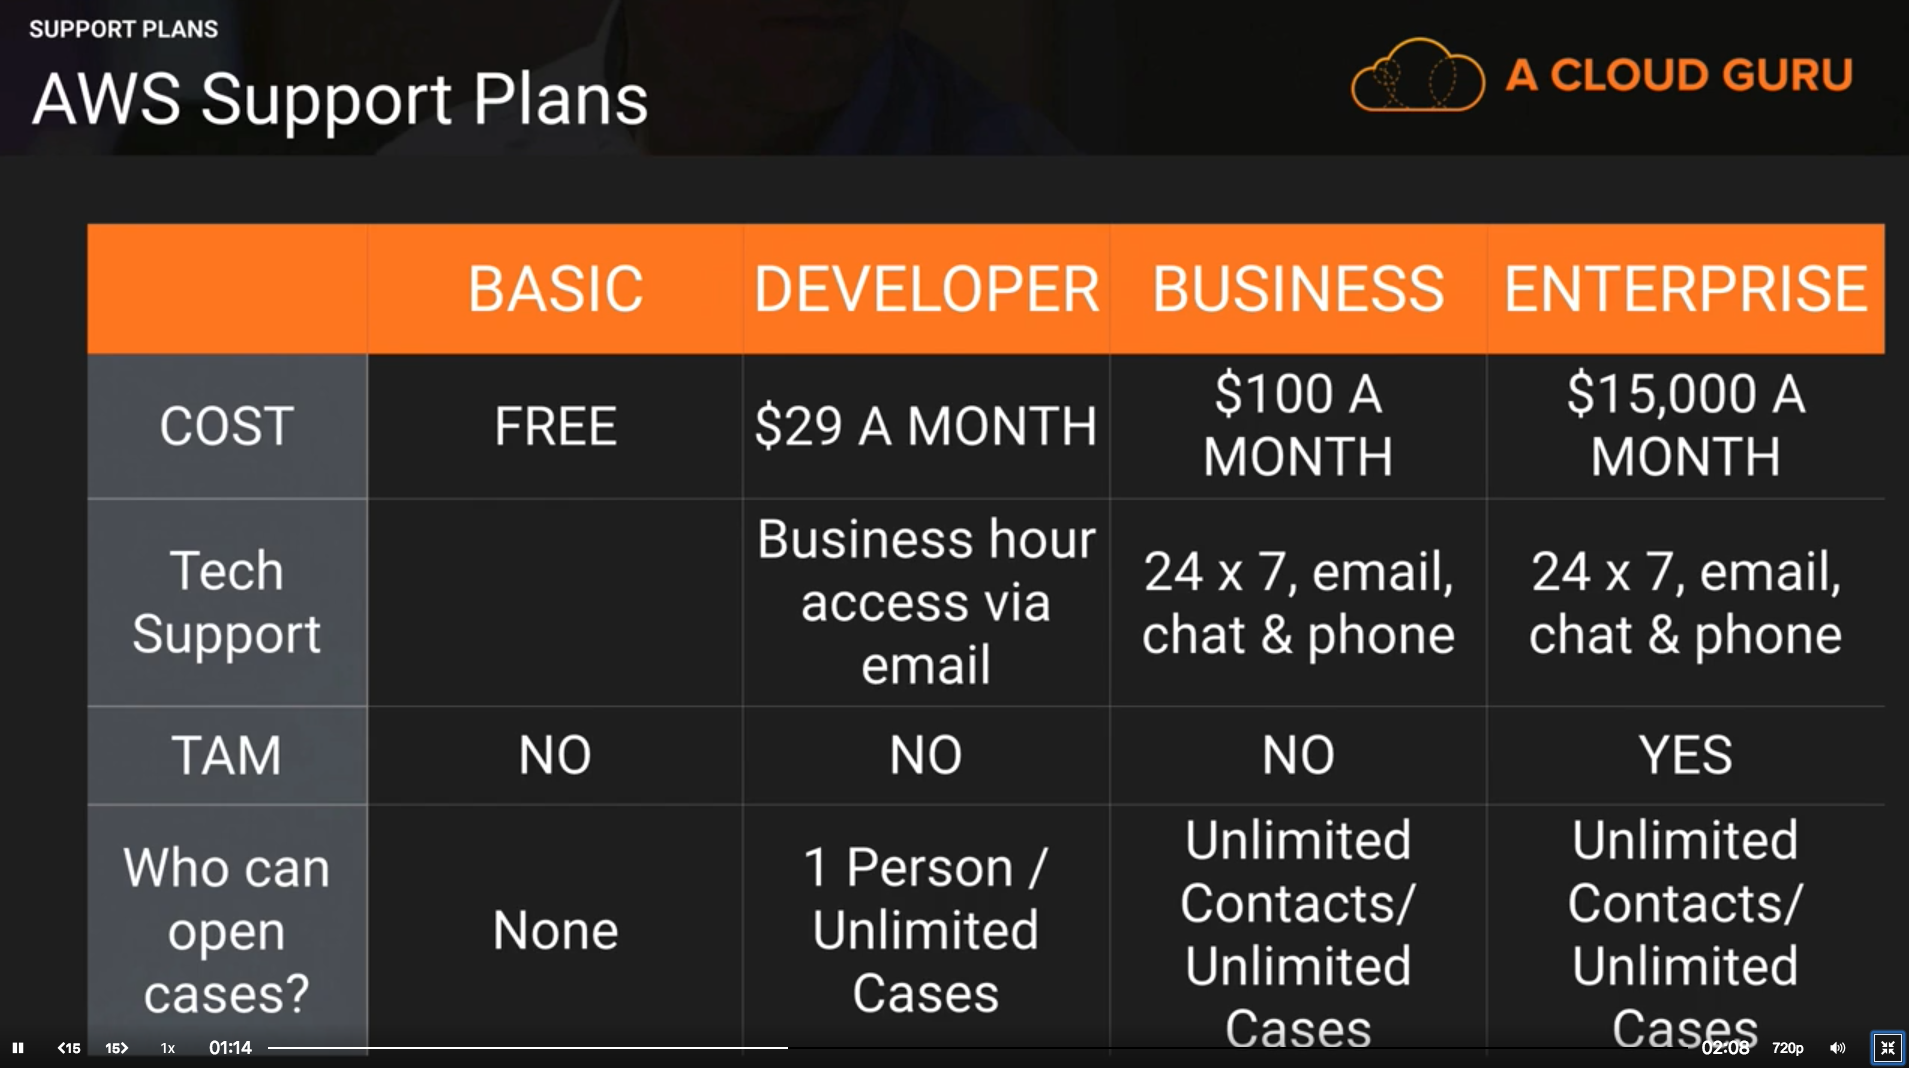 SUPPORT PLANS
AWS Support Plans
A CLOUD GURU
BASIC DEVELOPER BUSINESS ENTERPRISE
COST FREE $29 A MONTH $100 A MONTH $15,000 A MONTH
Tech Support Business hour access via email 24 x 7, email, chat & phone 24 x 7, email, chat & phone
TAM NO NO NO YES
Who can open cases? None 1 Person / Unlimited Cases Unlimited Contacts/ Unlimited Cases Unlimited Contacts/ Unlimited Cases
15 15 1x 01:14 02:08 720p